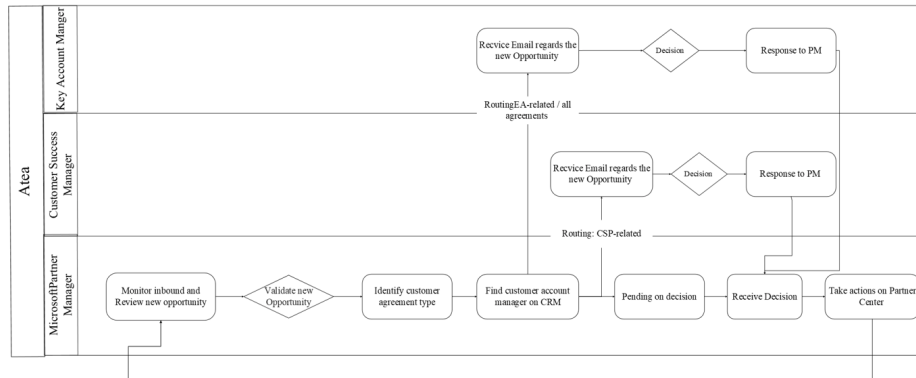 Atea
Key Account Manger
Recvice Email regards the
new Opportunity
Decision
Response to PM
RoutingEA-related / all
agreements
Customer Success
Manager
Recvice Email regards the
new Opportunity
Decision
Response to PM
Routing: CSP-related
MicrosoftPartner
Manager
Monitor inbound and
Review new opportunity
Validate new
Opportunity
Identify customer
agreement type
Find customer account
manager on CRM
Pending on decision
Receive Decision
Take actions on Partner
Center